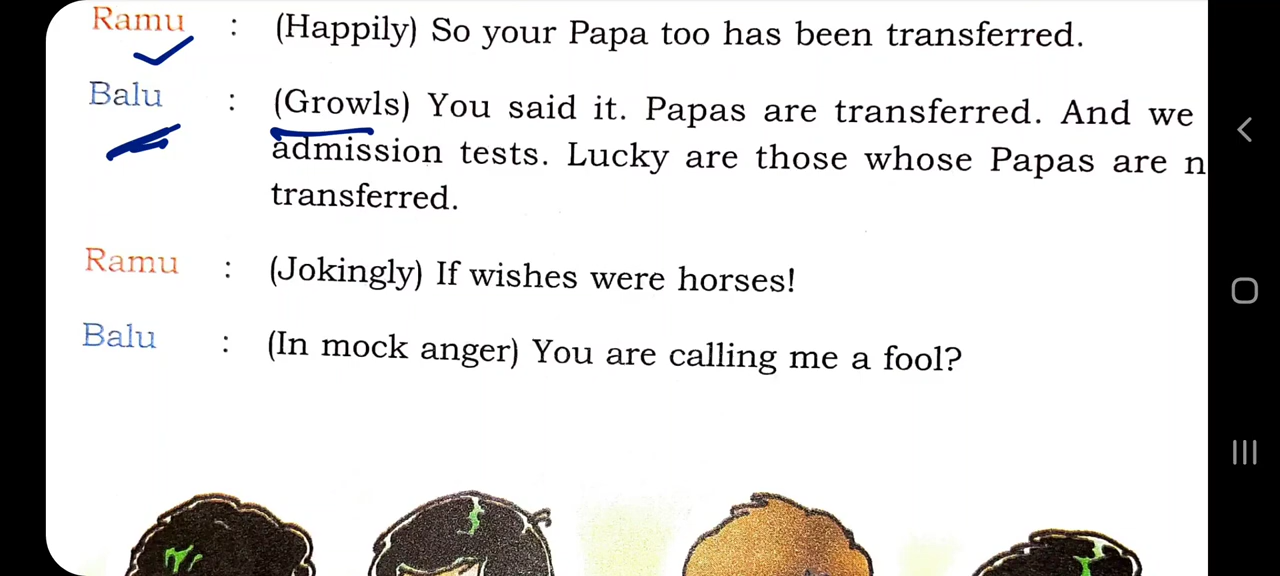 Ramu : (Happily) So your Papa too has been transferred.
Balu : (Growls) You said it. Papas are transferred. And we
admission tests. Lucky are those whose Papas are n
transferred.
Ramu : (Jokingly) If wishes were horses!
Balu : (In mock anger) You are calling me a fool?